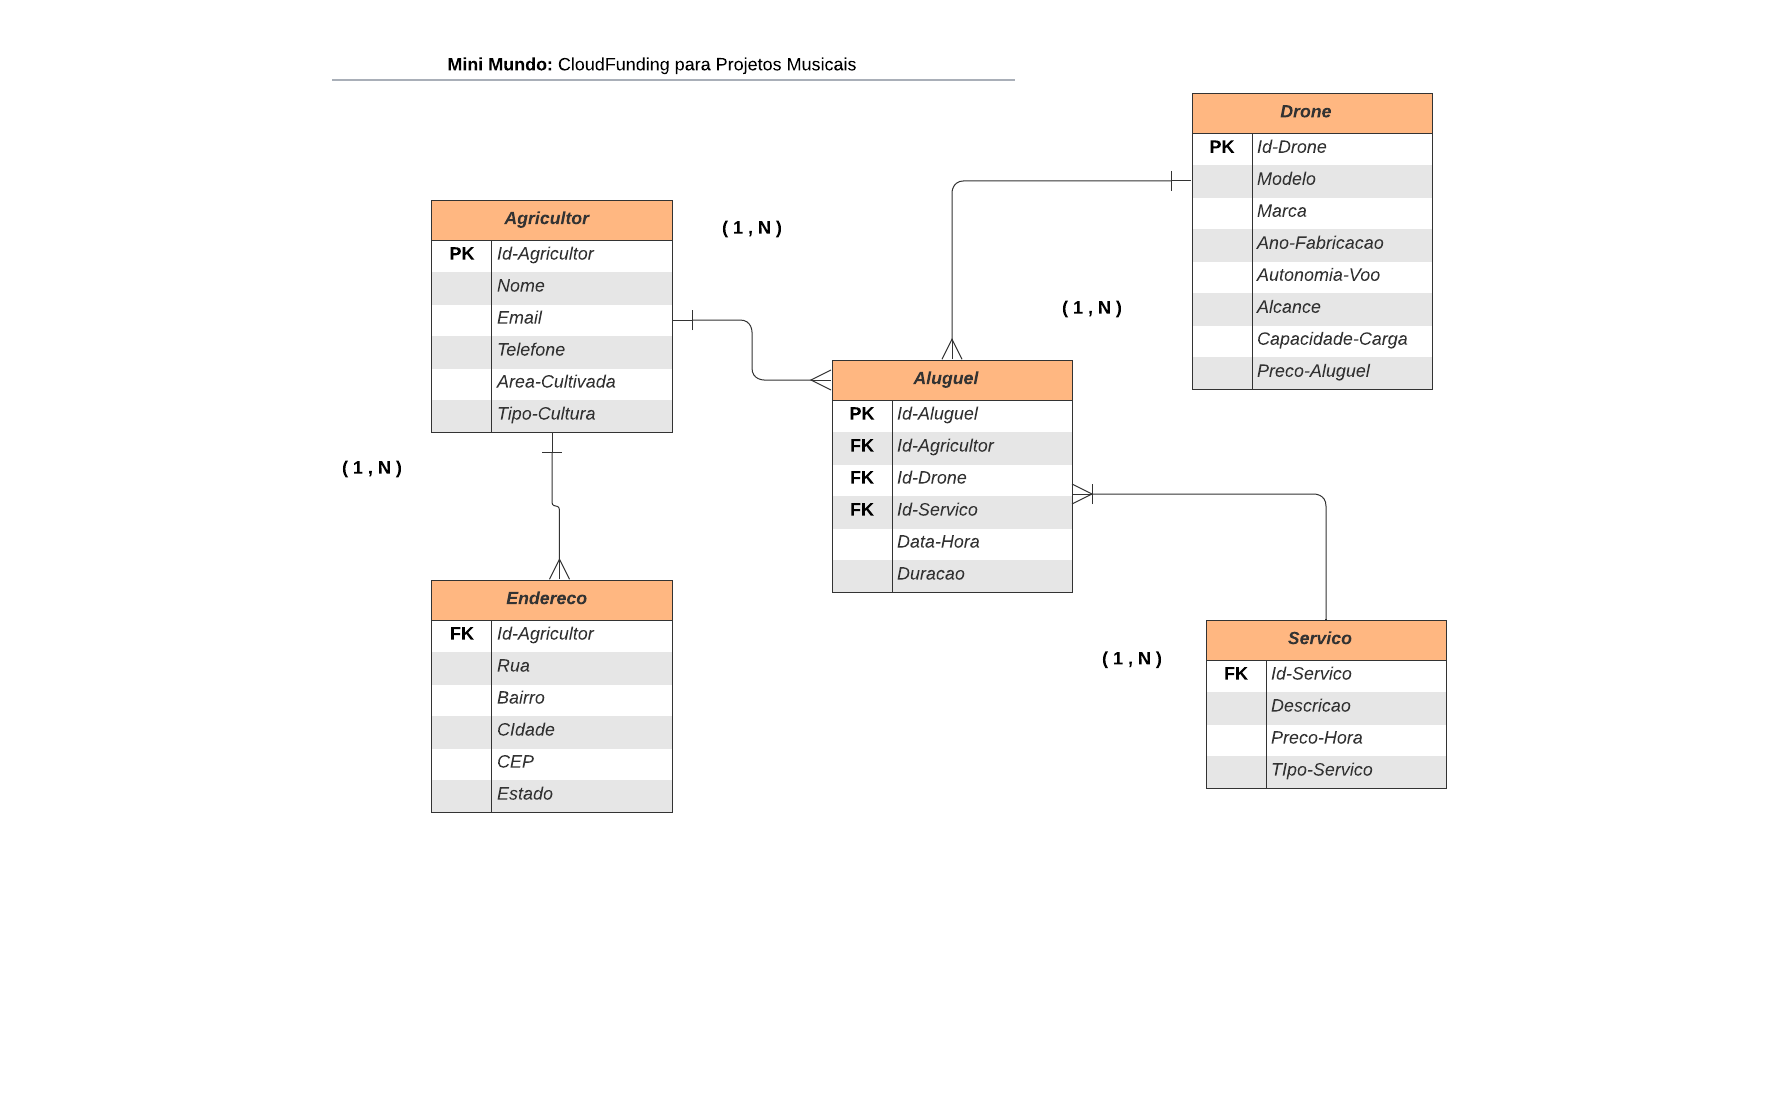 Mini Mundo: CloudFunding para Projetos Musicais
Drone
PK Id-Drone
Modelo
Marca
Ano-Fabricacao
Autonomia-Voo
Alcance
Capacidade-Carga
Preco-Aluguel
Agricultor
PK Id-Agricultor
Nome
Email
Telefone
Area-Cultivada
Tipo-Cultura
( 1 , N )
( 1 , N )
Aluguel
PK Id-Aluguel
FK Id-Agricultor
FK Id-Drone
FK Id-Servico
Data-Hora
Duracao
( 1 , N )
Endereco
FK Id-Agricultor
Rua
Bairro
CIdade
CEP
Estado
( 1 , N )
Servico
FK Id-Servico
Descricao
Preco-Hora
TIpo-Servico